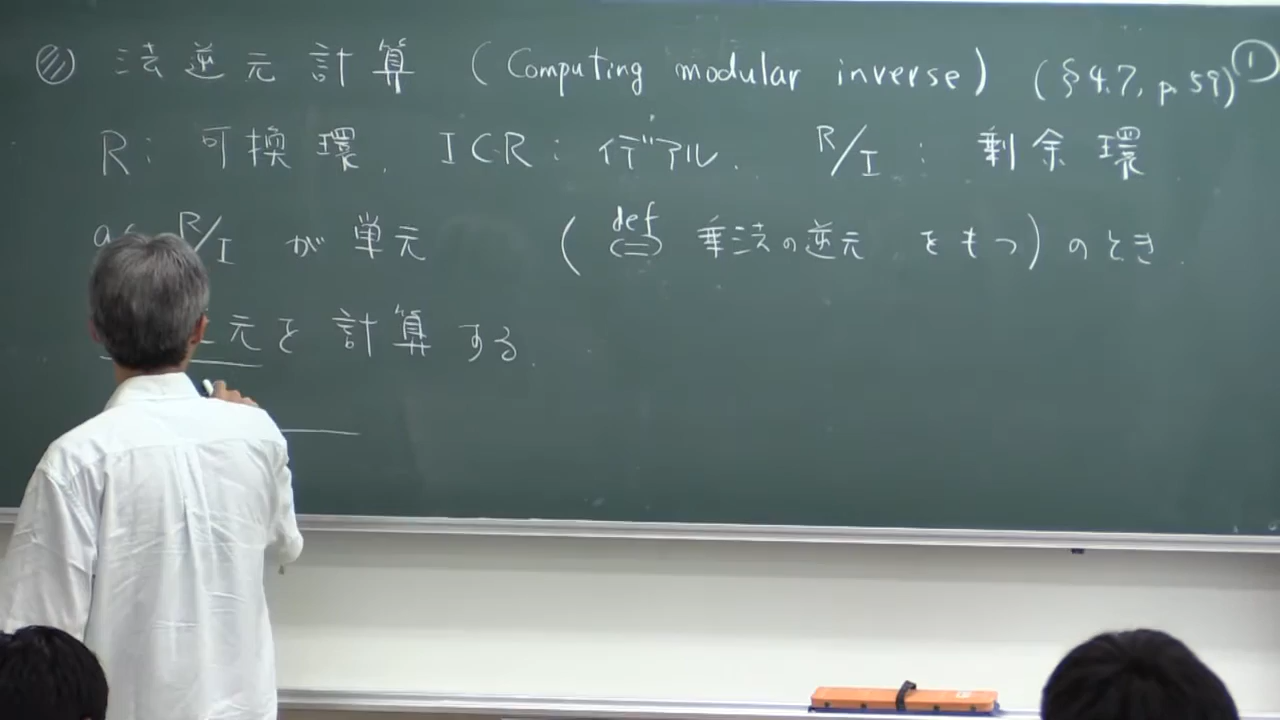 法逆元計算 (Computing modular inverse) (§4.7, p.59) ①
R: 可換環, I⊂R: イデアル. R/I: 剰余環
R/I が単元 (def ⇔ 乗法の逆元をもつ) のとき.
元を計算する.